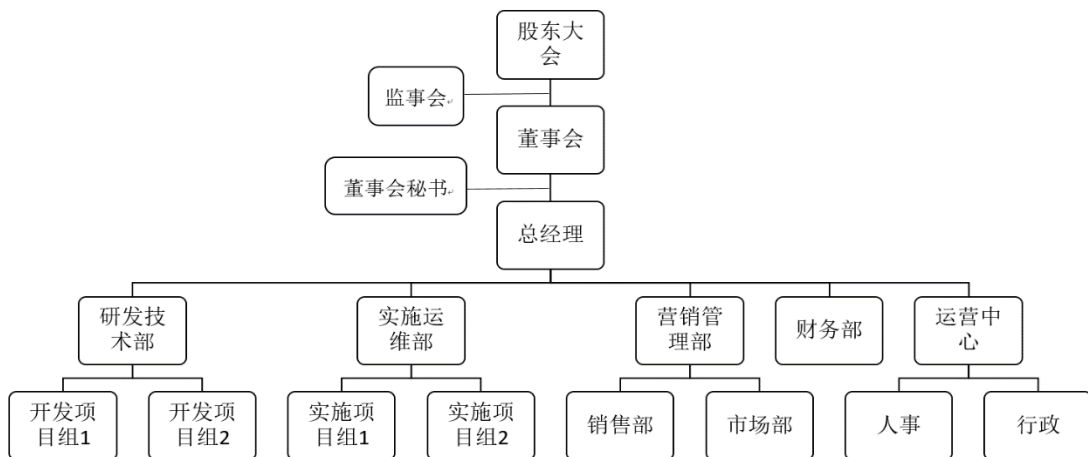 股东大
会
监事会
董事会
董事会秘书
总经理
研发技
术部
实施运
维部
营销管
理部
财务部
运营中
心
开发项
目组1
开发项
目组2
实施项
目组1
实施项
目组2
销售部
市场部
人事
行政